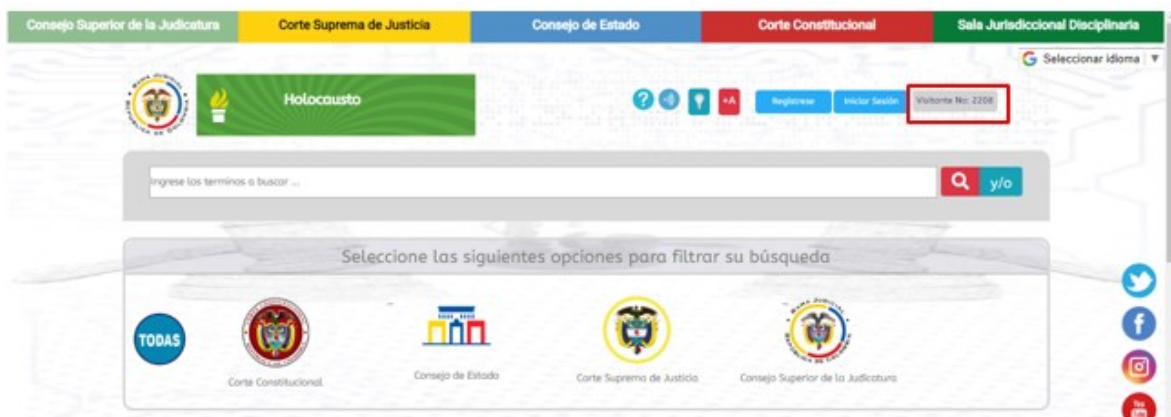 Consejo Superior de la Judicatura
Corte Suprema de Justicia
Consejo de Estado
Corte Constitucional
Sala Jurisdiccional Disciplinaria
Seleccionar idioma
Holocausto
+A
Registrese
Iniciar Sesión
Visitante No: 2208
Ingrese los terminos a buscar ...
y/o
Seleccione las siguientes opciones para filtrar su búsqueda
TODAS
Corte Constitucional
Consejo de Estado
Corte Suprema de Justicia
Consejo Superior de la Judicatura